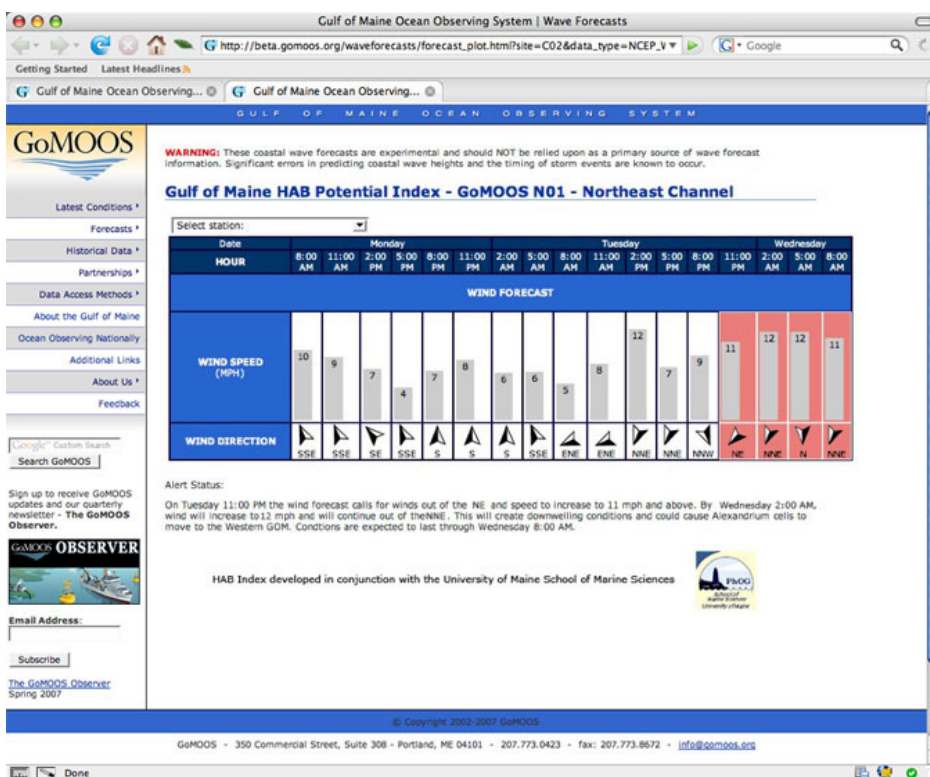 Gulf of Maine Ocean Observing System | Wave Forecasts
http://beta.gomoos.org/waveforecasts/forecast_plot.html?site=C02&data_type=NCEP_V
Google
Getting Started Latest Headlines
Gulf of Maine Ocean Observing...
Gulf of Maine Ocean Observing...
GULF OF MAINE OCEAN OBSERVING SYSTEM
GoMOOS
Latest Conditions
Forecasts
Historical Data
Partnerships
Data Access Methods
About the Gulf of Maine
Ocean Observing Nationally
Additional Links
About Us
Feedback
Google Custom Search
Search GoMOOS
Sign up to receive GoMOOS
updates and our quarterly
newsletter - The GoMOOS
Observer.
GoMOOS OBSERVER
Email Address:
Subscribe
The GoMOOS Observer
Spring 2007
WARNING: These coastal wave forecasts are experimental and should NOT be relied upon as a primary source of wave forecast
information. Significant errors in predicting coastal wave heights and the timing of storm events are known to occur.
Gulf of Maine HAB Potential Index - GoMOOS N01 - Northeast Channel
Select station:
Date Monday Tuesday Wednesday
HOUR 8:00 AM 11:00 AM 2:00 PM 5:00 PM 8:00 PM 11:00 PM 2:00 AM 5:00 AM 8:00 AM 11:00 AM 2:00 PM 5:00 PM 8:00 PM 11:00 PM 2:00 AM 5:00 AM 8:00 AM
WIND FORECAST
WIND SPEED (MPH) 10 9 7 4 7 8 6 6 5 8 12 7 9 11 12 12 11
WIND DIRECTION SSE SSE SE SSE S S S SSE ENE ENE NNE NNE NNW NE NNE N NNE
Alert Status:
On Tuesday 11:00 PM the wind forecast calls for winds out of the NE and speed to increase to 11 mph and above. By Wednesday 2:00 AM,
wind will increase to12 mph and will continue out of theNNE. This will create downwelling conditions and could cause Alexandrium cells to
move to the Western GOM. Condtions are expected to last through Wednesday 8:00 AM.
HAB Index developed in conjunction with the University of Maine School of Marine Sciences
PhOG
School of
Marine Sciences
University of Maine
© Copyright 2002-2007 GoMOOS
GoMOOS - 350 Commercial Street, Suite 308 - Portland, ME 04101 - 207.773.0423 - fax: 207.773.8672 - info@gomoos.org
Done